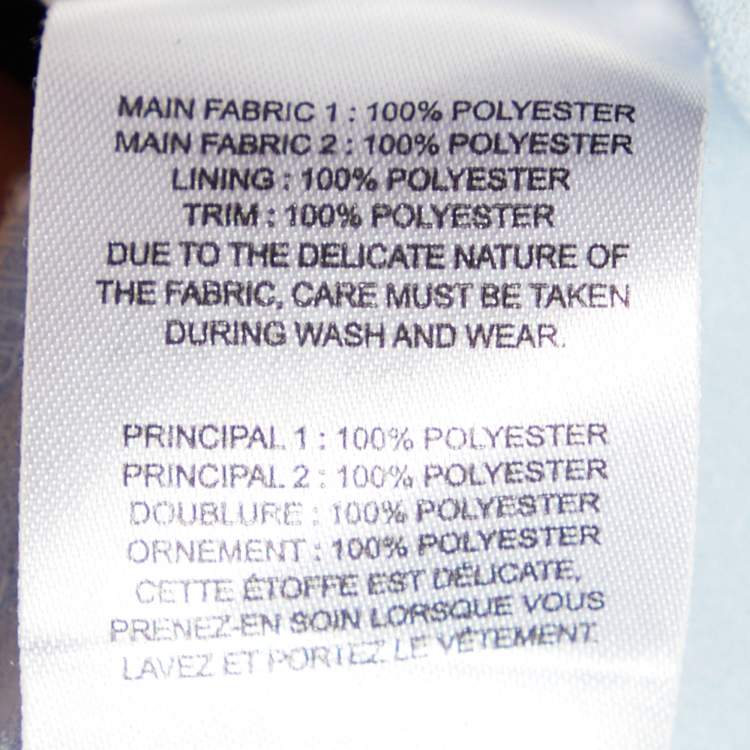 MAIN FABRIC 1 : 100% POLYESTER
MAIN FABRIC 2 : 100% POLYESTER
LINING : 100% POLYESTER
TRIM : 100% POLYESTER
DUE TO THE DELICATE NATURE OF
THE FABRIC, CARE MUST BE TAKEN
DURING WASH AND WEAR.
PRINCIPAL 1 : 100% POLYESTER
PRINCIPAL 2 : 100% POLYESTER
DOUBLURE : 100% POLYESTER
ORNEMENT : 100% POLYESTER
CETTE ÉTOFFE EST DÉLICATE,
PRENEZ-EN SOIN LORSQUE VOUS
LAVEZ ET PORTEZ LE VÊTEMENT.